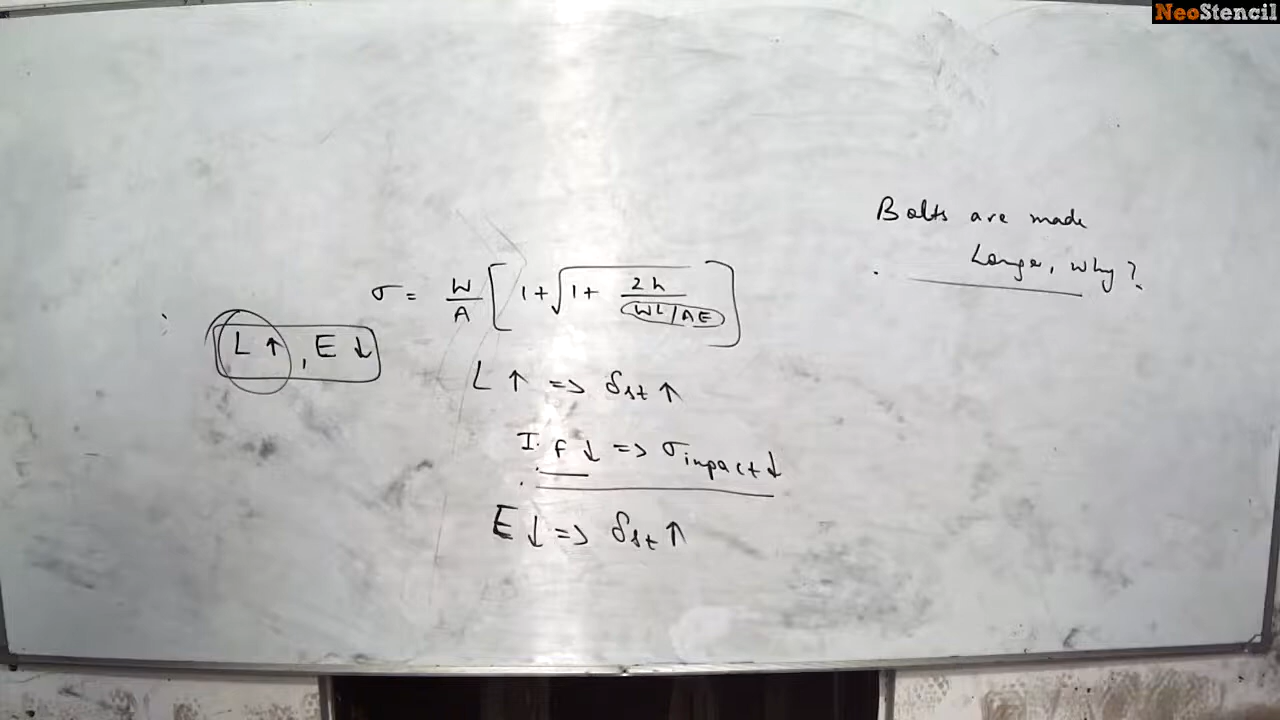 NeoStencil
Bolts are made
Longer, why?
σ = W/A [1 + √(1 + 2h/(WL/AE))]
L ↑ , E ↓
L ↑ => δst ↑
I.f ↓ => σimpact ↓
E ↓ => δst ↑